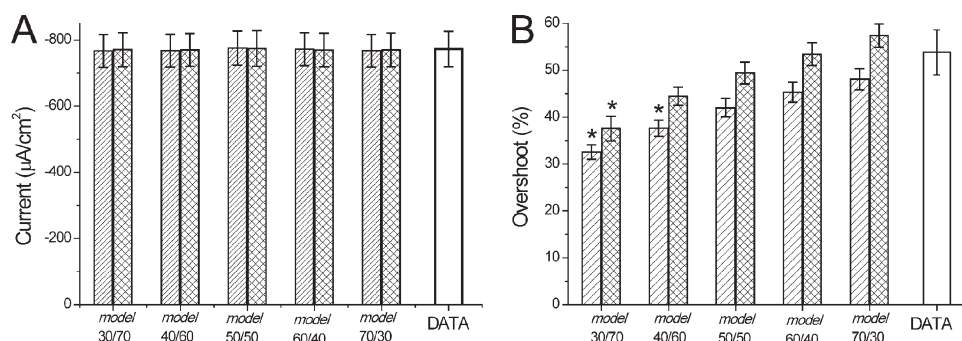 A
Current (µA/cm²)
-800
-600
-400
-200
0
model 30/70
model 40/60
model 50/50
model 60/40
model 70/30
DATA
B
Overshoot (%)
60
50
40
30
20
10
0
* *
*
model 30/70
model 40/60
model 50/50
model 60/40
model 70/30
DATA